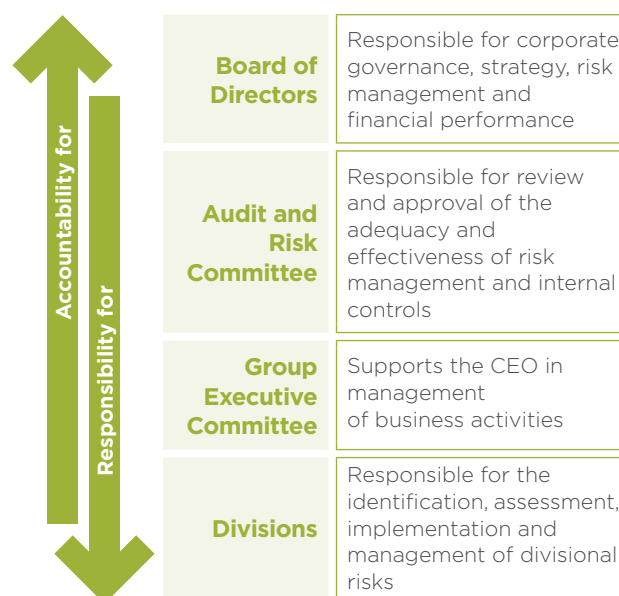 Accountability for
Responsibility for
Board of
Directors
Responsible for corporate
governance, strategy, risk
management and
financial performance
Audit and
Risk
Committee
Responsible for review
and approval of the
adequacy and
effectiveness of risk
management and internal
controls
Group
Executive
Committee
Supports the CEO in
management
of business activities
Divisions
Responsible for the
identification, assessment,
implementation and
management of divisional
risks